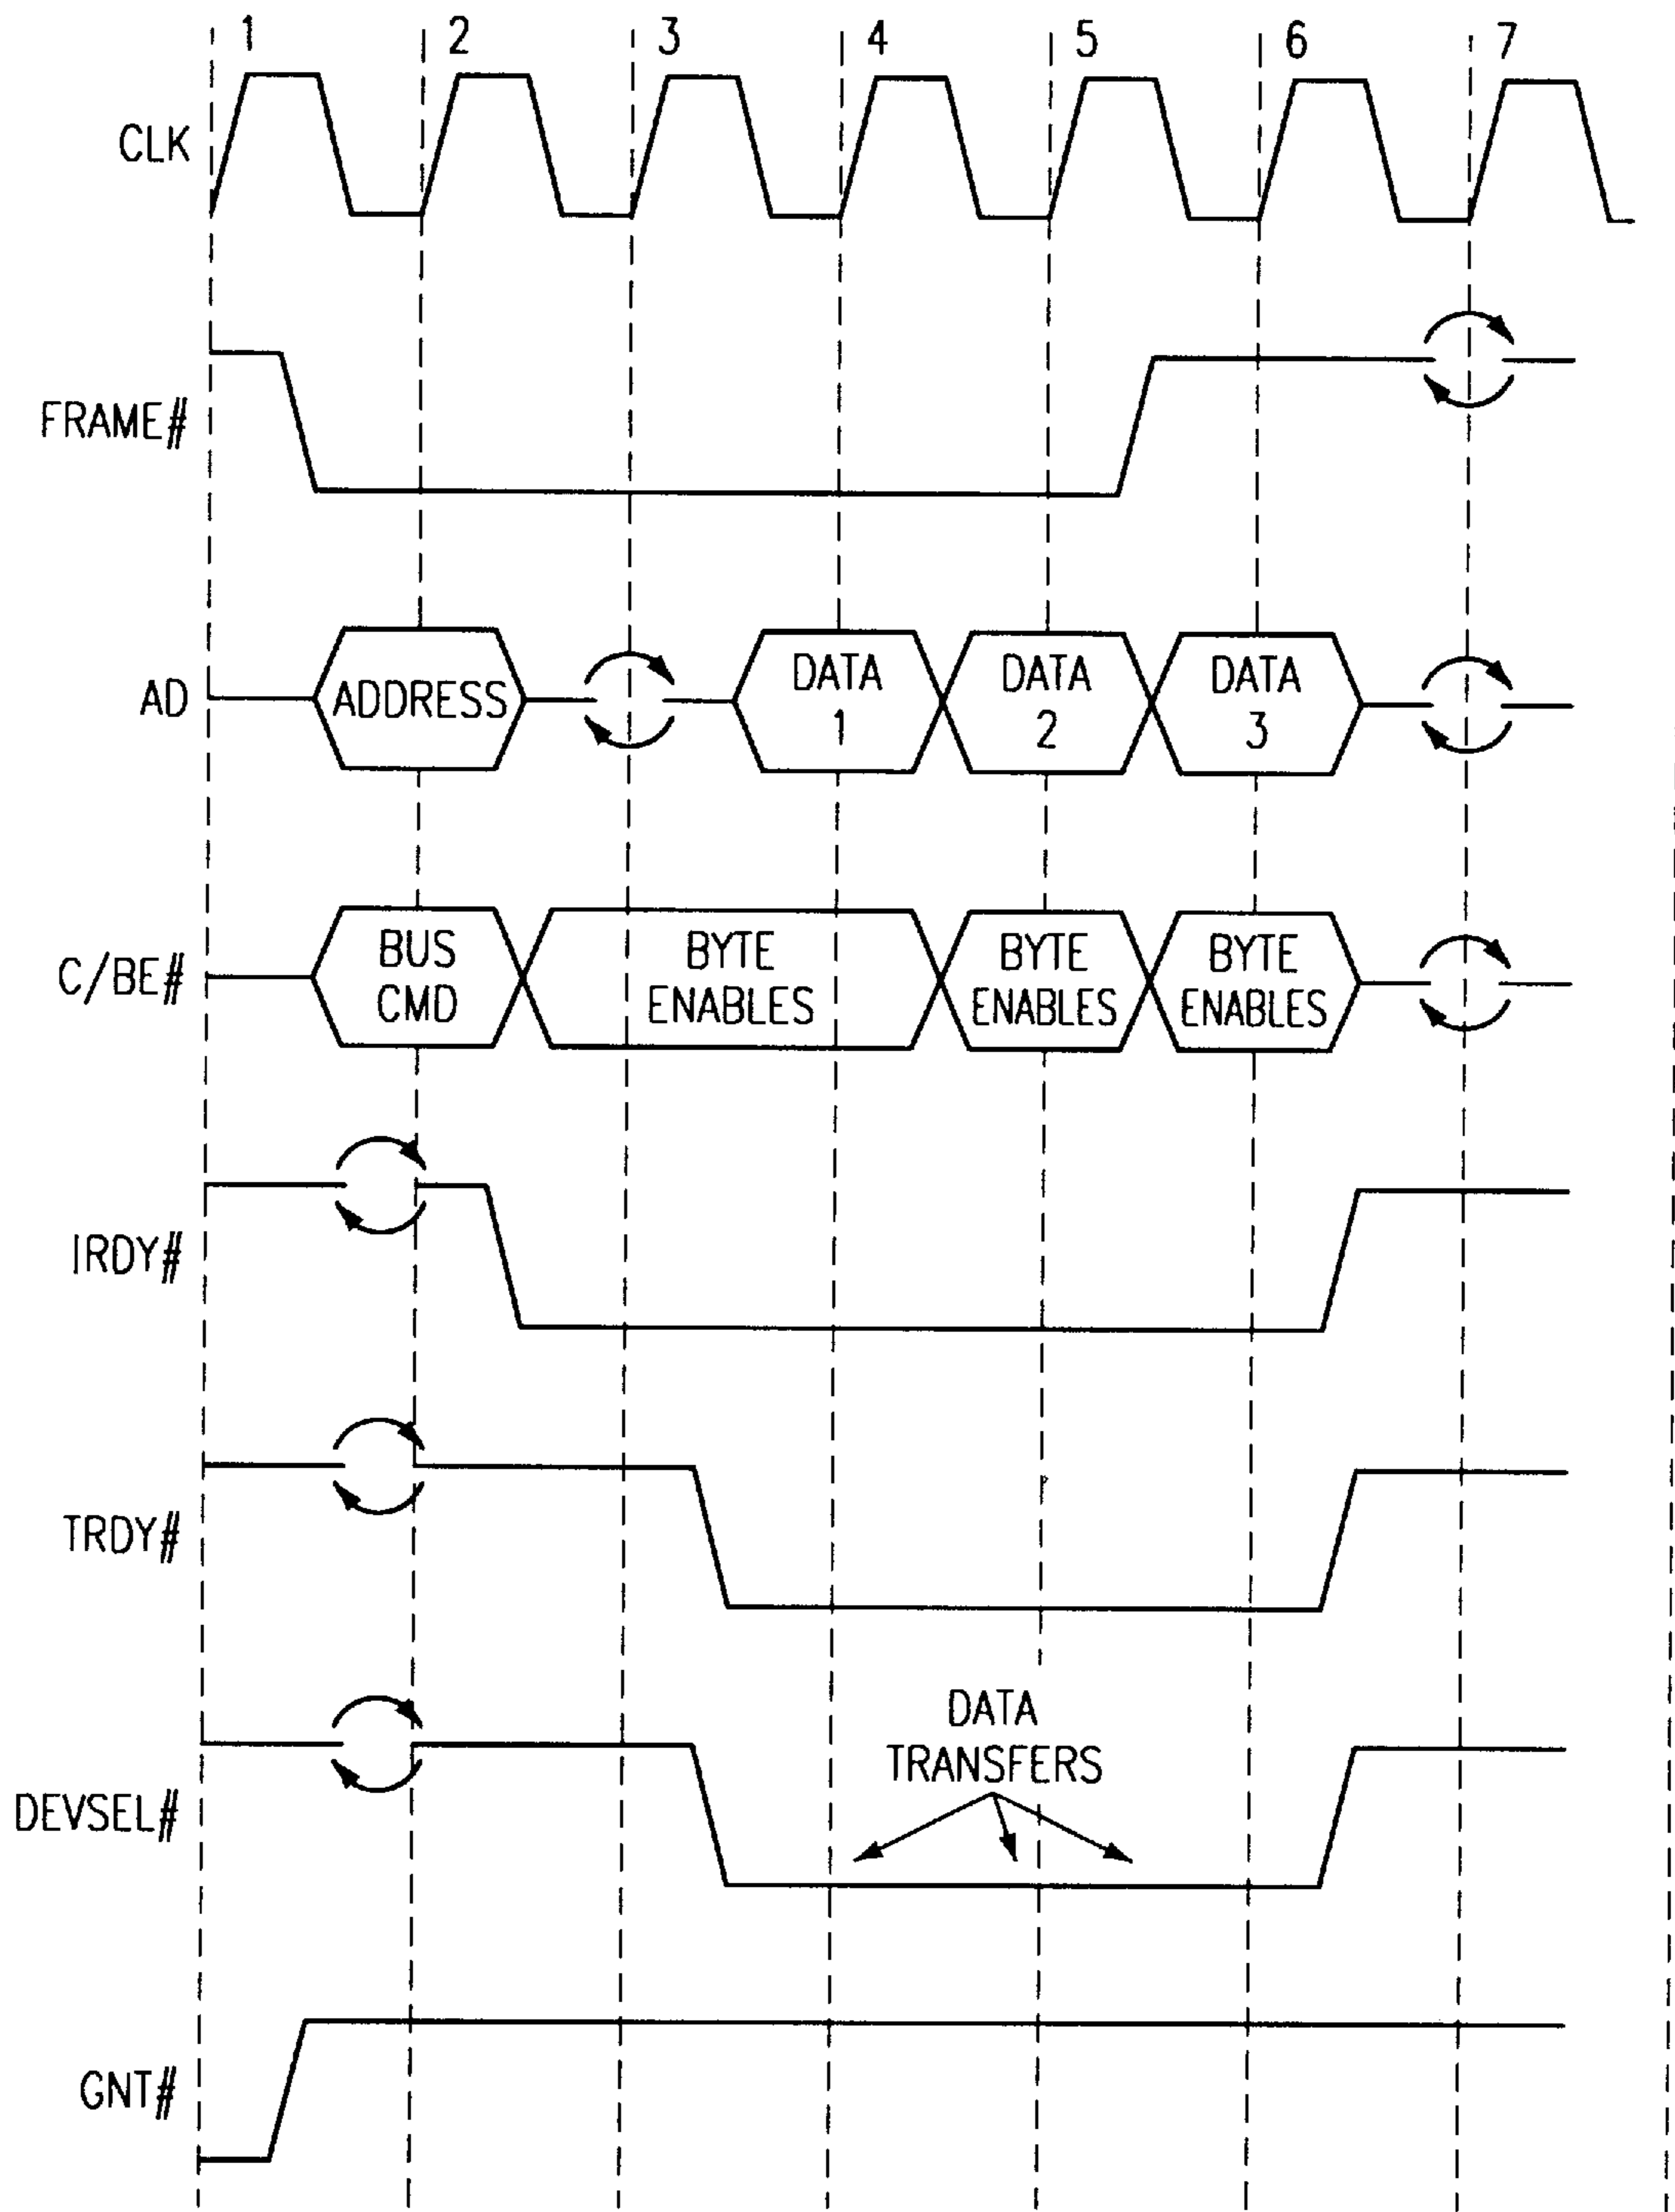 1 2 3 4 5 6 7
CLK
FRAME#
AD
ADDRESS
DATA
1
DATA
2
DATA
3
C/BE#
BUS
CMD
BYTE
ENABLES
BYTE
ENABLES
BYTE
ENABLES
IRDY#
TRDY#
DEVSEL#
DATA
TRANSFERS
GNT#